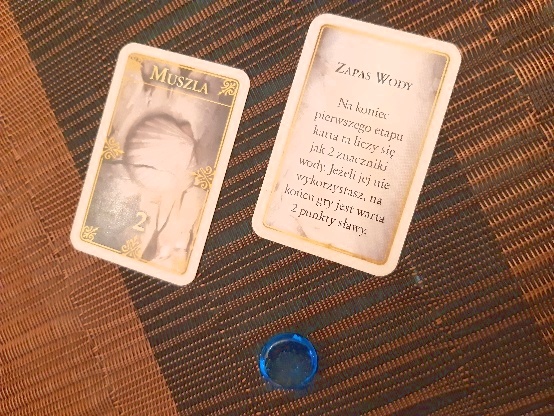 MUSZLA
2
ZAPAS WODY
Na koniec
pierwszego etapu
karta ta liczy się
jak 2 znaczniki
wody. Jeżeli jej nie
wykorzystasz, na
końcu gry jest warta
2 punkty sławy.